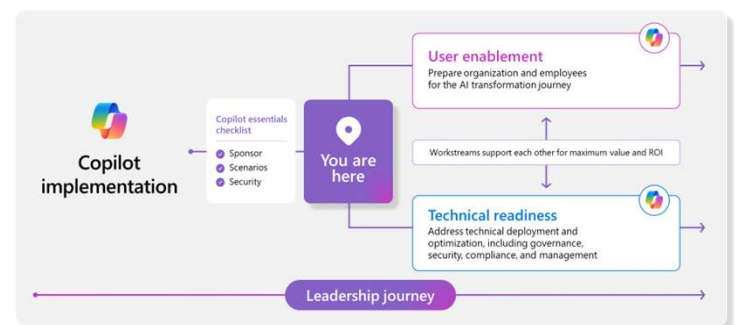 Copilot
implementation
Copilot essentials
checklist
Sponsor
Scenarios
Security
You are
here
User enablement
Prepare organization and employees
for the AI transformation journey
Workstreams support each other for maximum value and ROI
Technical readiness
Address technical deployment and
optimization, including governance,
security, compliance, and management
Leadership journey